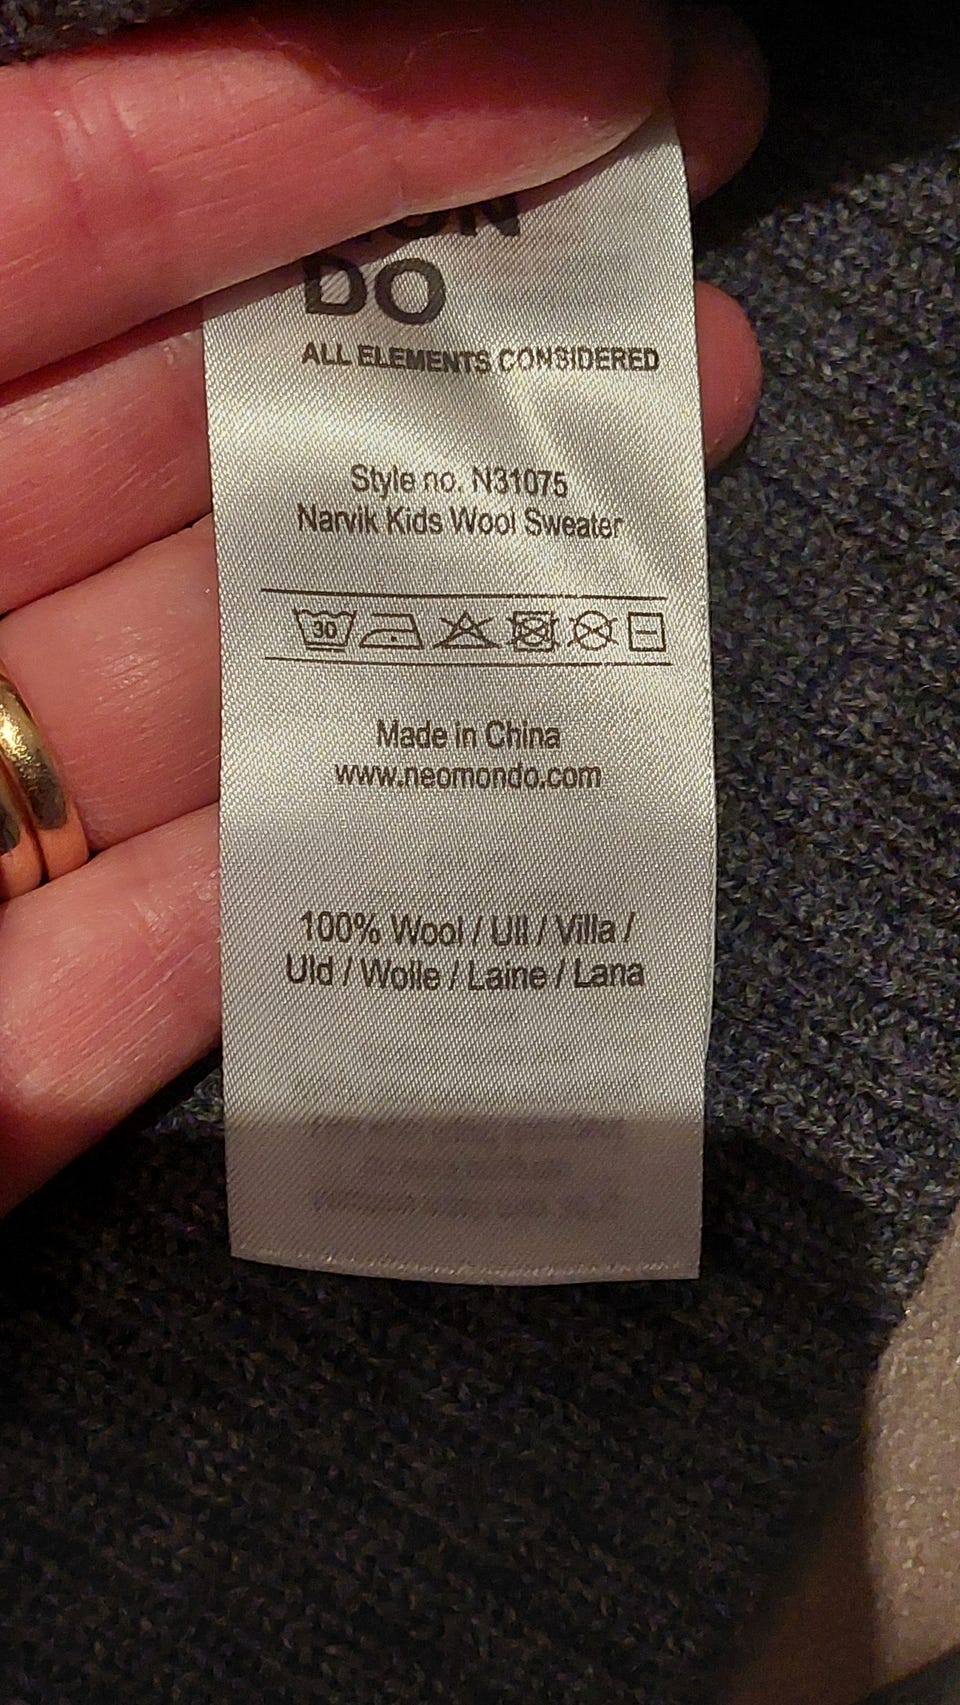 DO
ALL ELEMENTS CONSIDERED
Style no. N31075
Narvik Kids Wool Sweater
30
Made in China
www.neomondo.com
100% Wool / Ull / Villa /
Uld / Wolle / Laine / Lana